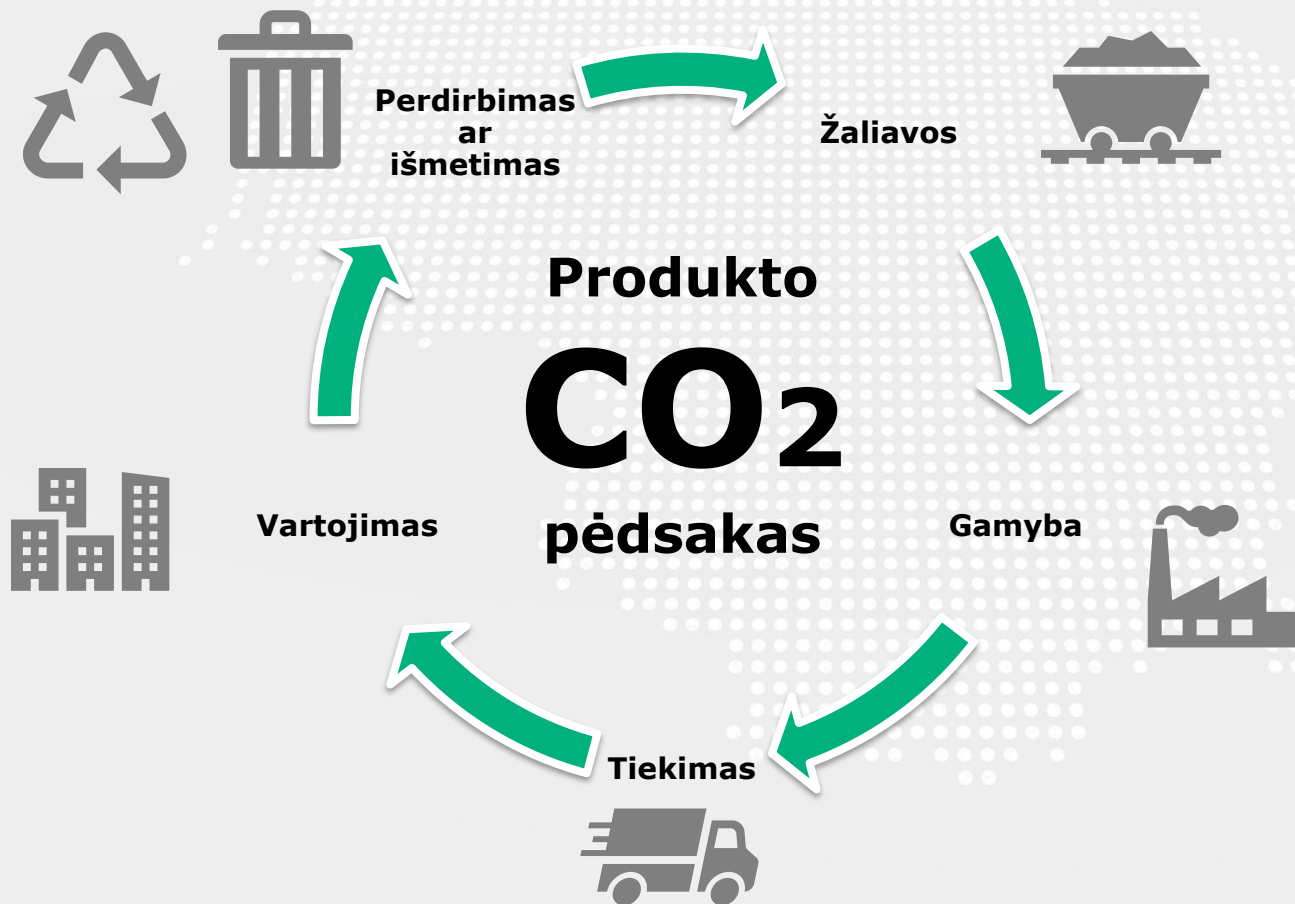 Perdirbimas
ar
išmetimas
Žaliavos
Produkto
CO2
pėdsakas
Vartojimas
Gamyba
Tiekimas